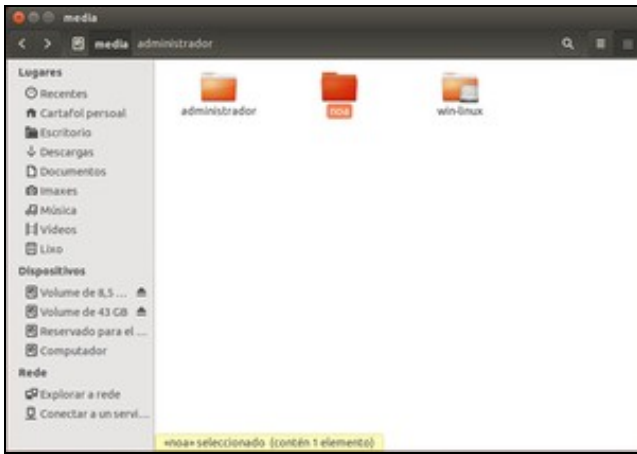 media
media administrador
Lugares
Recentes
Cartafol persoal
Escritorio
Descargas
Documentos
Imaxes
Música
Vídeos
Lixo
Dispositivos
Volume de 8,5 ...
Volume de 43 GB
Reservado para el ...
Computador
Rede
Explorar a rede
Conectar a un servi...
administrador
noa
win-linux
«noa» seleccionado (contén 1 elemento)